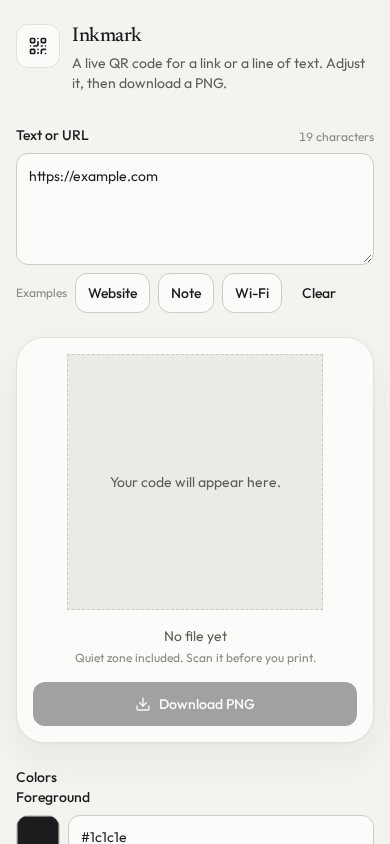 Inkmark
A live QR code for a link or a line of text. Adjust
it, then download a PNG.
Text or URL
19 characters
https://example.com
Examples
Website
Note
Wi-Fi
Clear
Your code will appear here.
No file yet
Quiet zone included. Scan it before you print.
Download PNG
Colors
Foreground
#1c1c1e